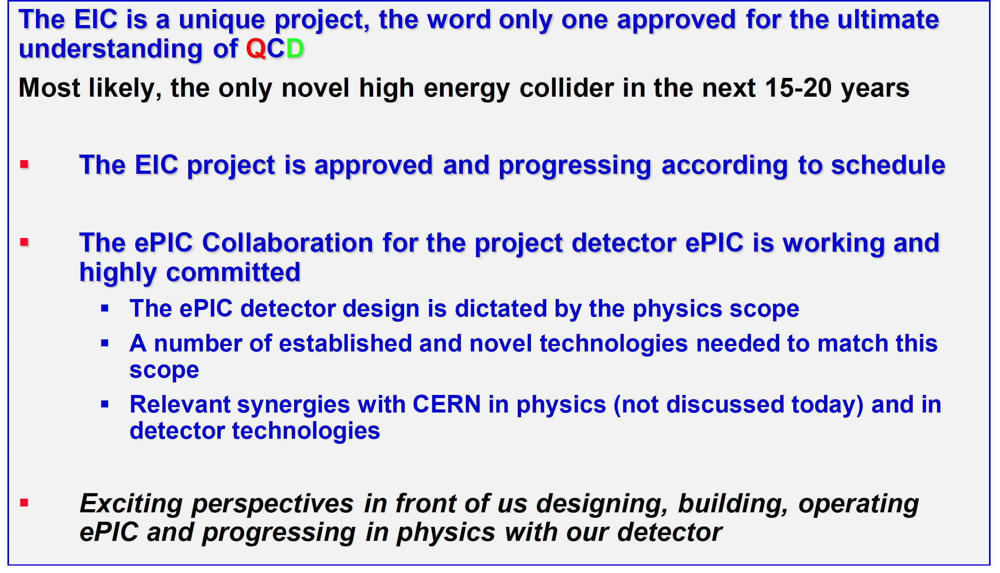 The EIC is a unique project, the word only one approved for the ultimate
understanding of QCD
Most likely, the only novel high energy collider in the next 15-20 years
▪ The EIC project is approved and progressing according to schedule
▪ The ePIC Collaboration for the project detector ePIC is working and
highly committed
▪ The ePIC detector design is dictated by the physics scope
▪ A number of established and novel technologies needed to match this
scope
▪ Relevant synergies with CERN in physics (not discussed today) and in
detector technologies
▪ Exciting perspectives in front of us designing, building, operating
ePIC and progressing in physics with our detector